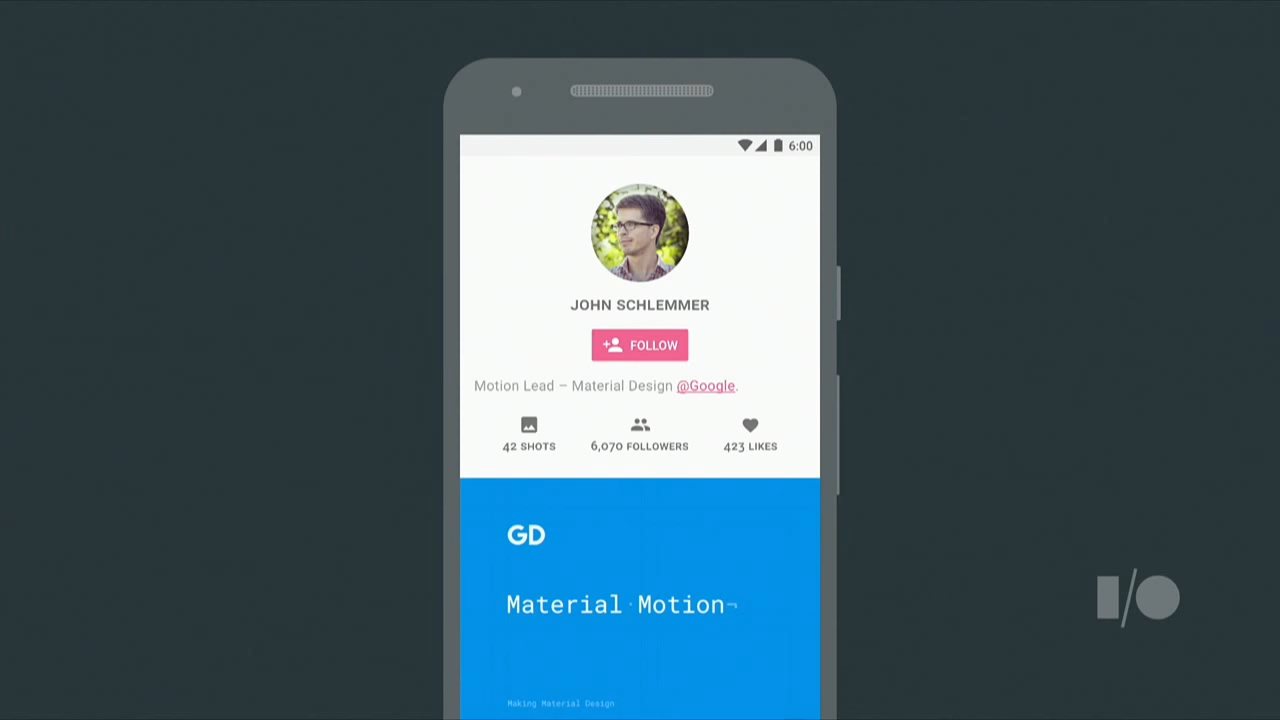 6:00
JOHN SCHLEMMER
FOLLOW
Motion Lead – Material Design @Google.
42 SHOTS
6,070 FOLLOWERS
423 LIKES
GD
Material Motion
Making Material Design
I/O